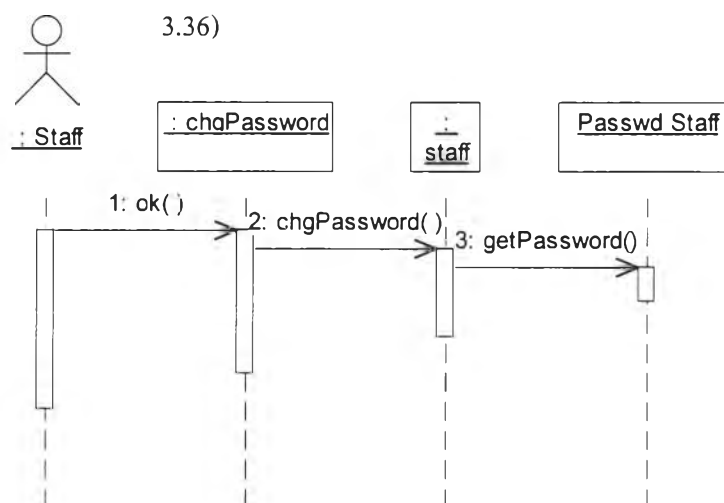 3.36)
: Staff
: chgPassword
:
staff
Passwd Staff
1: ok( )
2: chgPassword( )
3: getPassword()